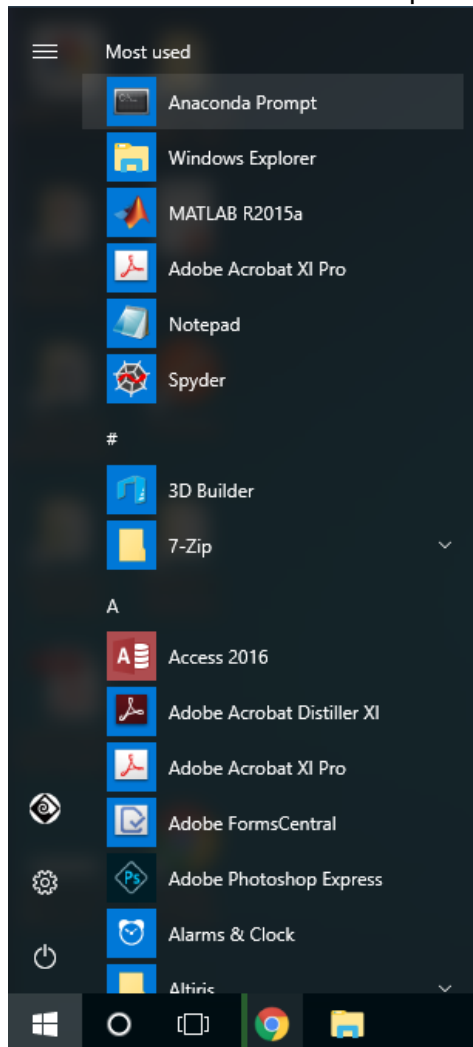 Most used
Anaconda Prompt
Windows Explorer
MATLAB R2015a
Adobe Acrobat XI Pro
Notepad
Spyder
#
3D Builder
7-Zip
A
Access 2016
Adobe Acrobat Distiller XI
Adobe Acrobat XI Pro
Adobe FormsCentral
Adobe Photoshop Express
Alarms & Clock
Altiris